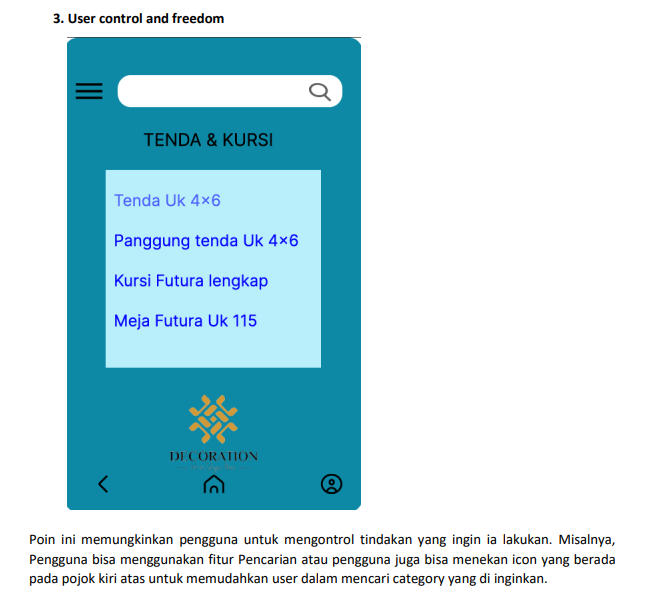 3. User control and freedom
TENDA & KURSI
Tenda Uk 4×6
Panggung tenda Uk 4×6
Kursi Futura lengkap
Meja Futura Uk 115
DECORATION
Poin ini memungkinkan pengguna untuk mengontrol tindakan yang ingin ia lakukan. Misalnya,
Pengguna bisa menggunakan fitur Pencarian atau pengguna juga bisa menekan icon yang berada
pada pojok kiri atas untuk memudahkan user dalam mencari category yang di inginkan.